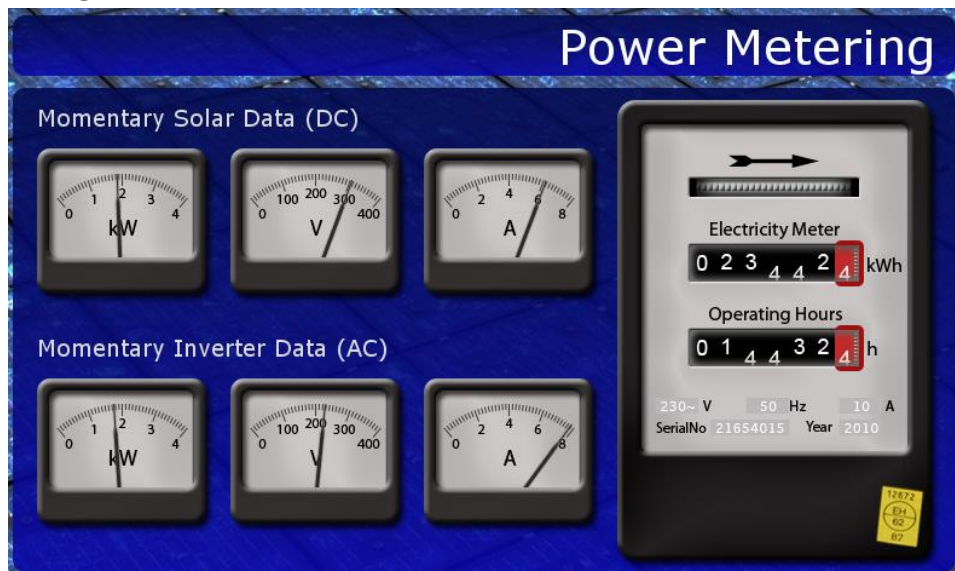 Power Metering
Momentary Solar Data (DC)
0 1 2 3 4
kW
0 100 200 300 400
V
0 2 4 6 8
A
Momentary Inverter Data (AC)
0 1 2 3 4
kW
0 100 200 300 400
V
0 2 4 6 8
A
Electricity Meter
0 2 3 4 4 2 4 kWh
Operating Hours
0 1 4 4 3 2 4 h
230~ V 50 Hz 10 A
SerialNo 21654015 Year 2010
12672
EH
62
87